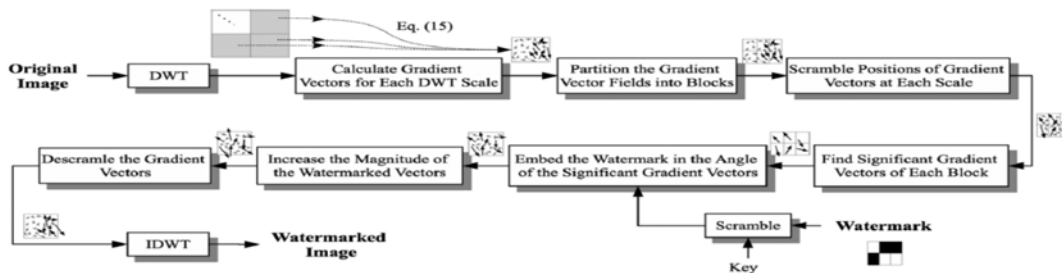 Eq. (15)
Original
Image
DWT
Calculate Gradient
Vectors for Each DWT Scale
Partition the Gradient
Vector Fields into Blocks
Scramble Positions of Gradient
Vectors at Each Scale
Descramle the Gradient
Vectors
Increase the Magnitude of
the Watermarked Vectors
Embed the Watermark in the Angle
of the Significant Gradient Vectors
Find Significant Gradient
Vectors of Each Block
IDWT
Watermarked
Image
Scramble
Watermark
Key